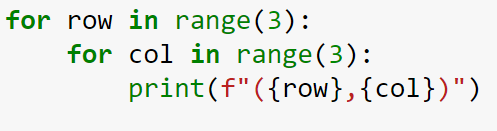 for row in range(3):
    for col in range(3):
        print(f"({row},{col})")